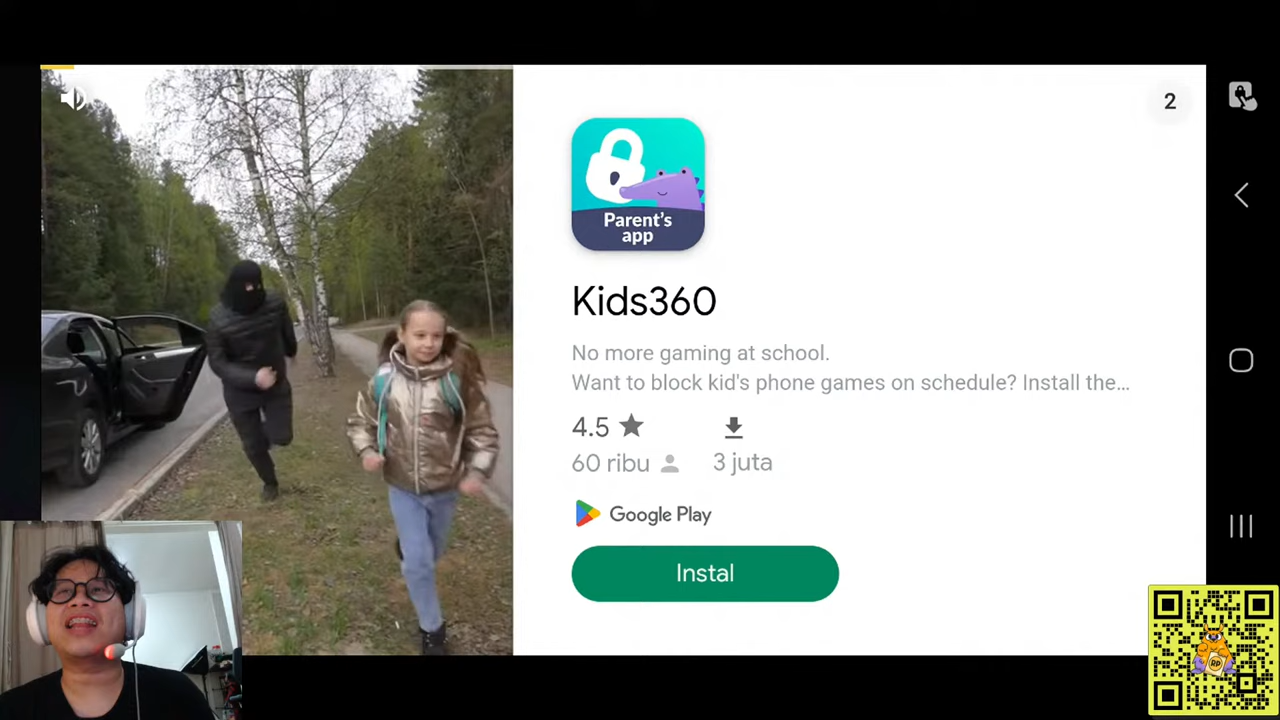 2
Parent's
app
Kids360
No more gaming at school.
Want to block kid's phone games on schedule? Install the...
4.5
60 ribu
3 juta
Google Play
Instal
RP